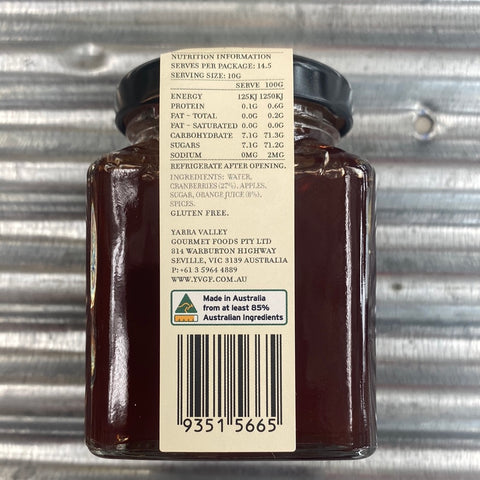 NUTRITION INFORMATION
SERVES PER PACKAGE: 14.5
SERVING SIZE: 10G
SERVE 100G
ENERGY 125KJ 1250KJ
PROTEIN 0.1G 0.6G
FAT – TOTAL 0.0G 0.2G
FAT – SATURATED 0.0G 0.0G
CARBOHYDRATE 7.1G 71.3G
SUGARS 7.1G 71.2G
SODIUM 0MG 2MG
REFRIGERATE AFTER OPENING.
INGREDIENTS: WATER,
CRANBERRIES (27%), APPLES,
SUGAR, ORANGE JUICE (6%),
SPICES.
GLUTEN FREE.
YARRA VALLEY
GOURMET FOODS PTY LTD
814 WARBURTON HIGHWAY
SEVILLE, VIC 3139 AUSTRALIA
P: +61 3 5964 4889
WWW.YVGF.COM.AU
Made in Australia
from at least 85%
Australian ingredients
9351 5665